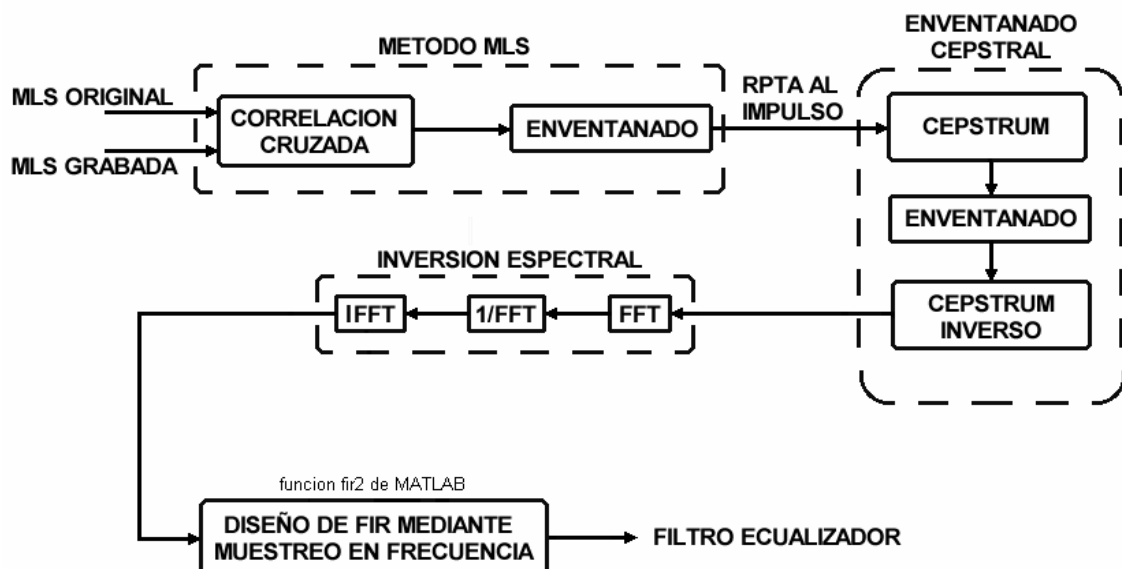 METODO MLS
ENVENTANADO
CEPSTRAL
MLS ORIGINAL
MLS GRABADA
CORRELACION
CRUZADA
ENVENTANADO
RPTA AL
IMPULSO
CEPSTRUM
ENVENTANADO
CEPSTRUM
INVERSO
INVERSION ESPECTRAL
IFFT
1/FFT
FFT
funcion fir2 de MATLAB
DISEÑO DE FIR MEDIANTE
MUESTREO EN FRECUENCIA
FILTRO ECUALIZADOR